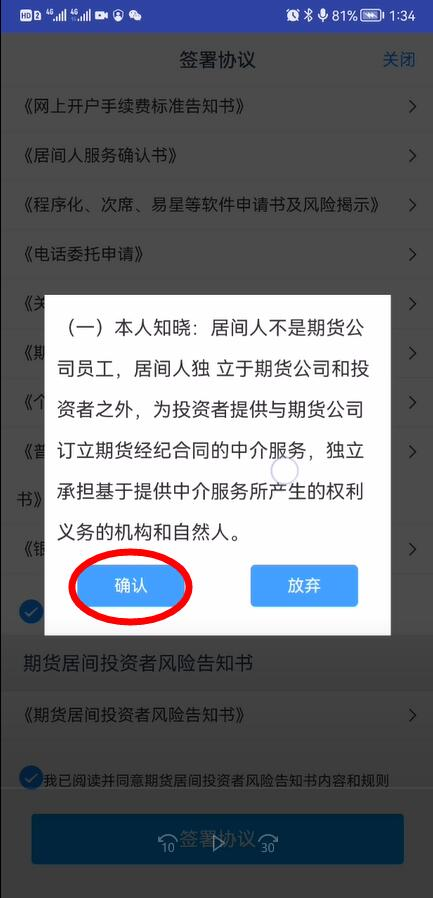 HD 2 4G 4G 81% 1:34
签署协议 关闭
《网上开户手续费标准告知书》
《居间人服务确认书》
《程序化、次席、易星等软件申请书及风险揭示》
《电话委托申请》
《关
《期
《个
《普
书》
《银
（一）本人知晓：居间人不是期货公
司员工，居间人独 立于期货公司和投
资者之外，为投资者提供与期货公司
订立期货经纪合同的中介服务，独立
承担基于提供中介服务所产生的权利
义务的机构和自然人。
确认 放弃
期货居间投资者风险告知书
《期货居间投资者风险告知书》
我已阅读并同意期货居间投资者风险告知书内容和规则
签署协议
10 30